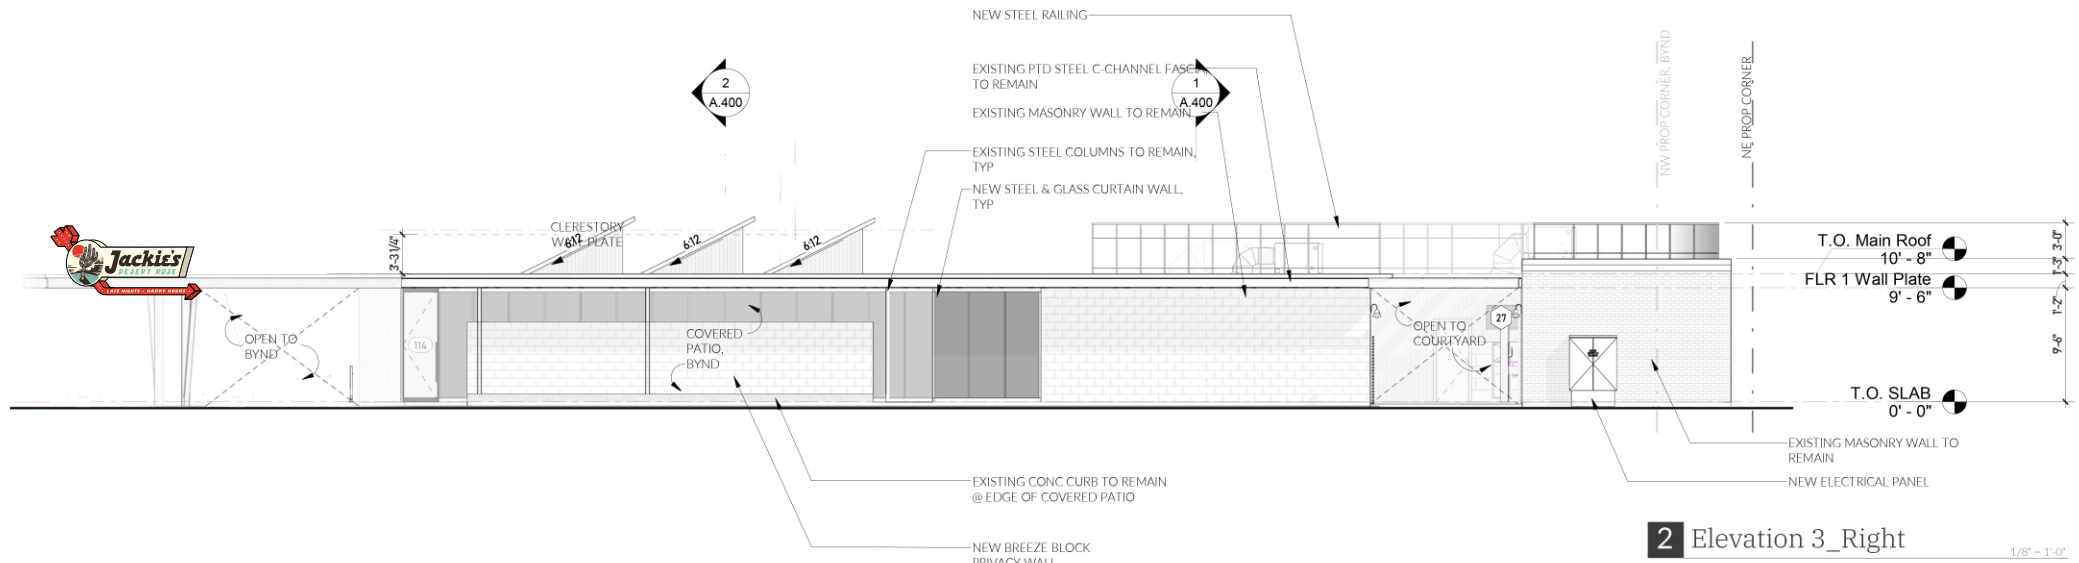 NEW STEEL RAILING
EXISTING PTD STEEL C-CHANNEL FASCIA,
TO REMAIN
EXISTING MASONRY WALL TO REMAIN
EXISTING STEEL COLUMNS TO REMAIN,
TYP
NEW STEEL & GLASS CURTAIN WALL,
TYP
2
A.400
1
A.400
NW PROP CORNER, BYND
NE PROP CORNER
CLERESTORY
WALL PLATE
6:12
6:12
6:12
3'-3 1/4"
Jackie's
DESERT ROSE
LATE NIGHTS - HAPPY HOURS
OPEN TO
BYND
114
COVERED
PATIO,
BYND
OPEN TO
COURTYARD
27
T.O. Main Roof
10' - 8"
FLR 1 Wall Plate
9' - 6"
T.O. SLAB
0' - 0"
3'-0"
1'-3"
1'-2"
9'-6"
EXISTING MASONRY WALL TO
REMAIN
NEW ELECTRICAL PANEL
EXISTING CONC CURB TO REMAIN
@ EDGE OF COVERED PATIO
NEW BREEZE BLOCK
PRIVACY WALL
2 Elevation 3_Right
1/8" = 1'-0"